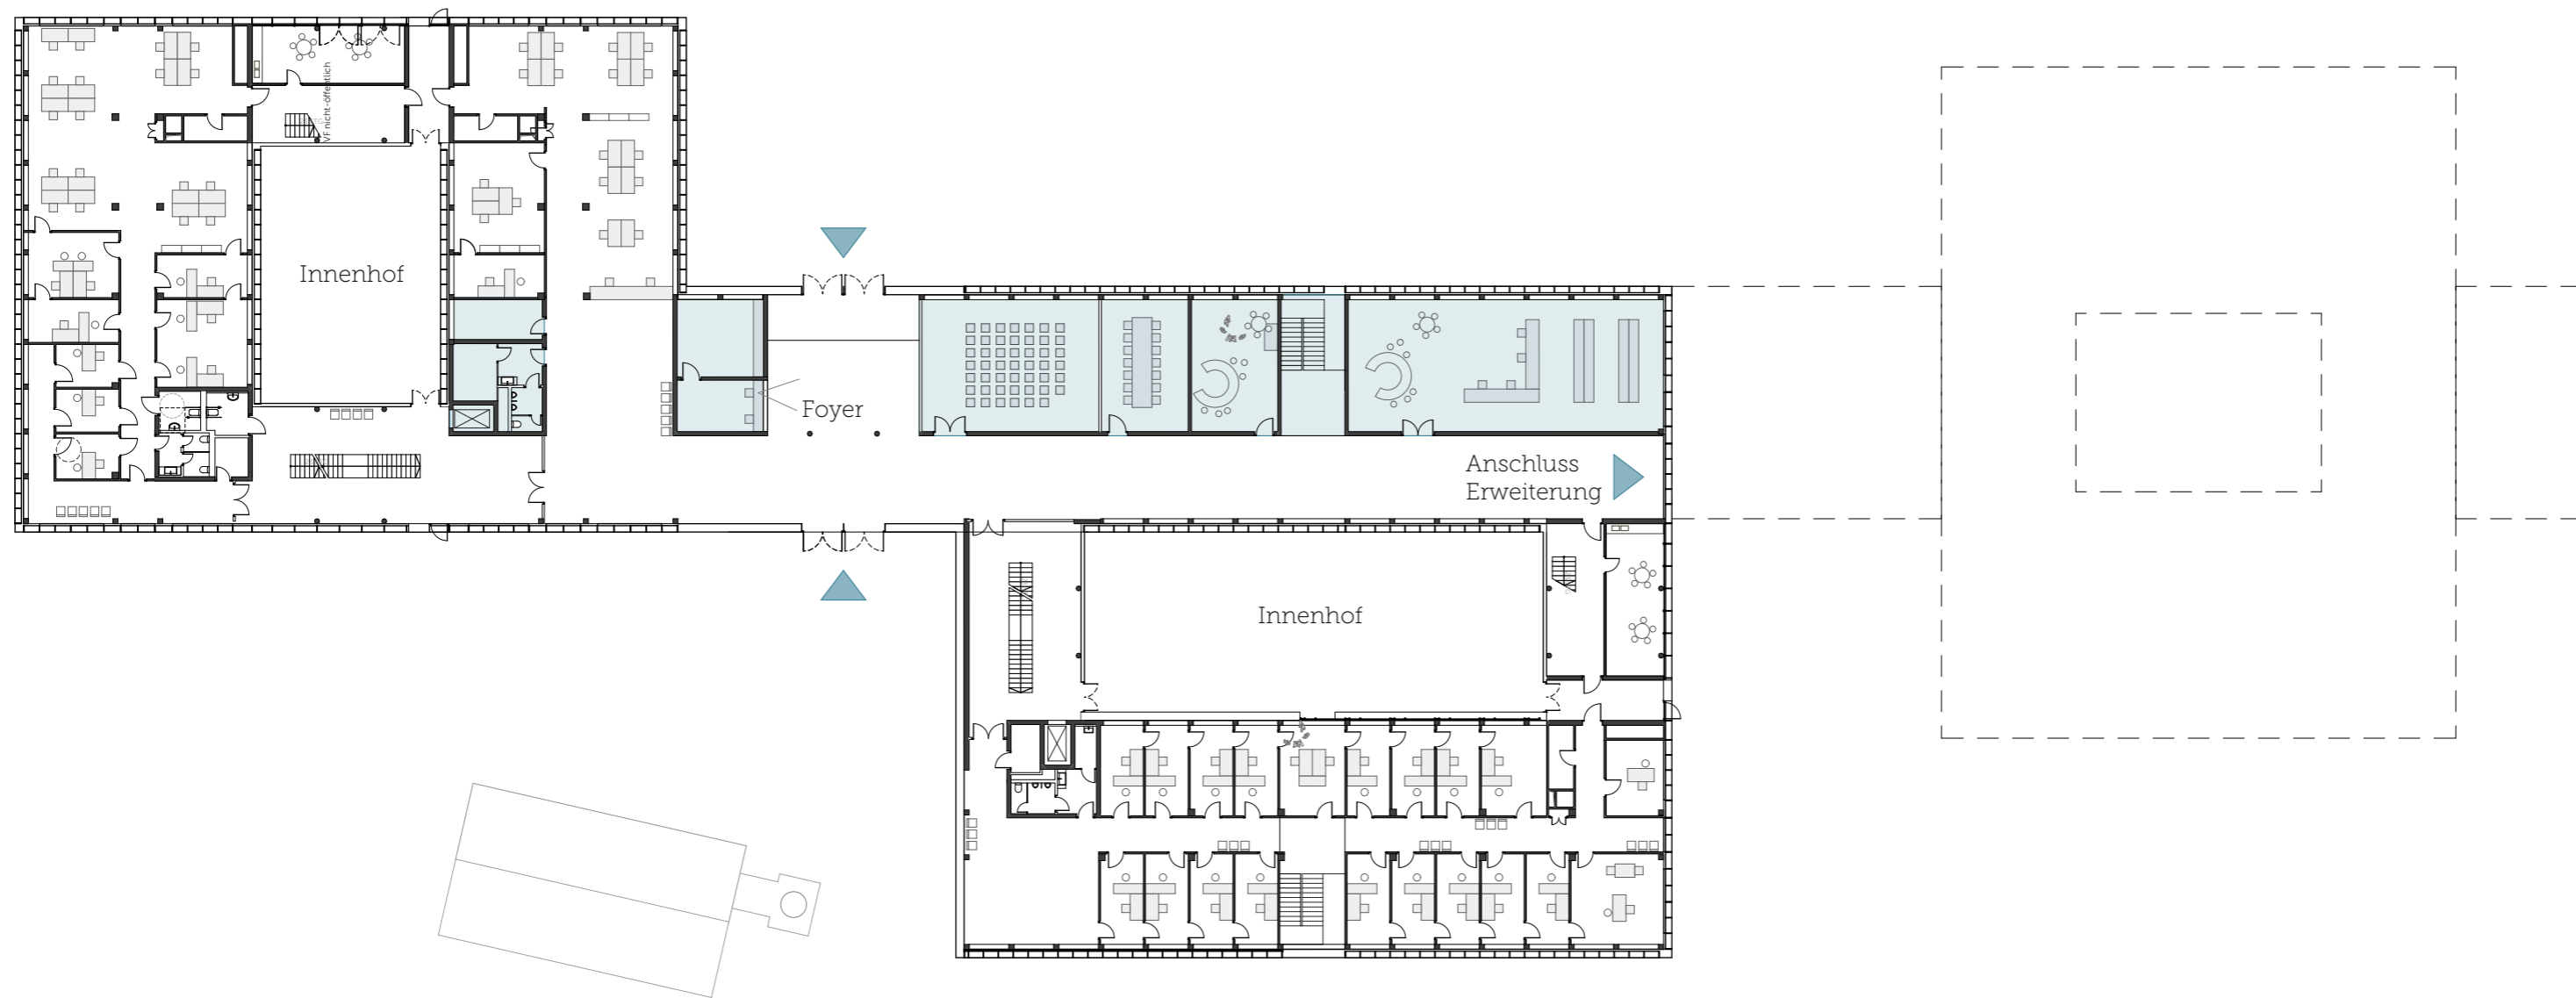 VF nicht-öffentlich
Innenhof
Foyer
Anschluss
Erweiterung
Innenhof